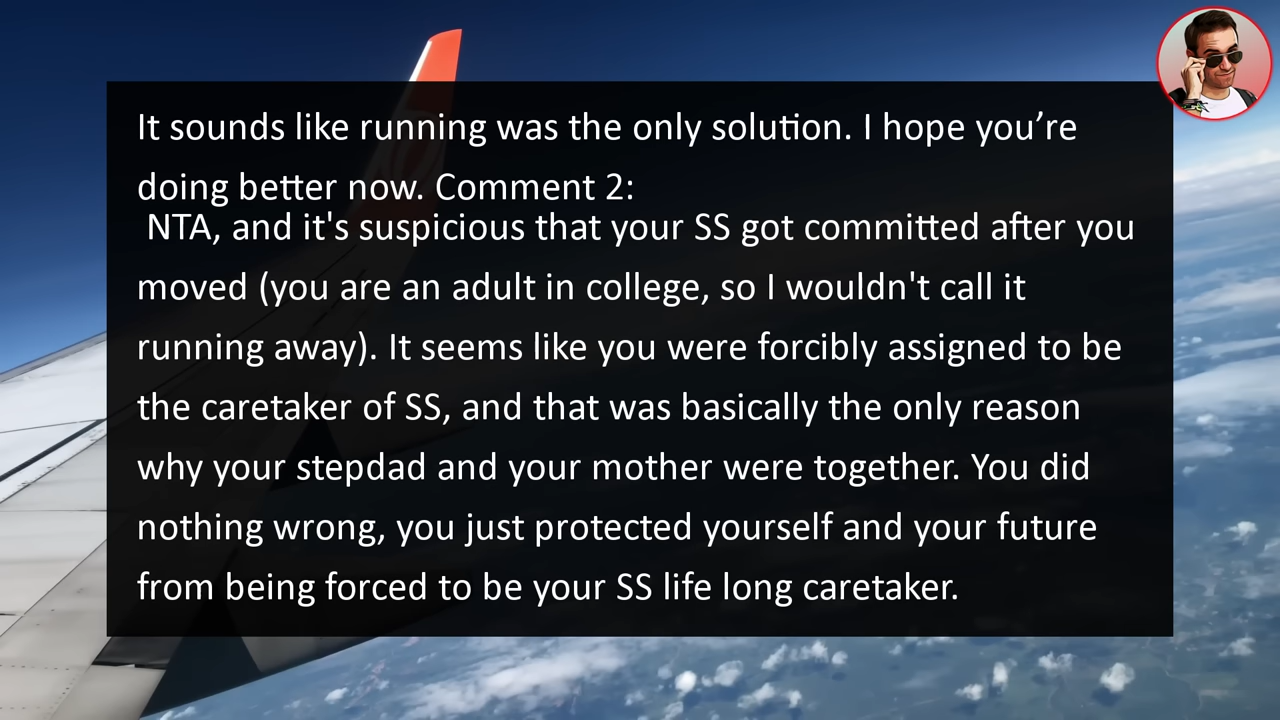 It sounds like running was the only solution. I hope you’re
doing better now. Comment 2:
NTA, and it's suspicious that your SS got committed after you
moved (you are an adult in college, so I wouldn't call it
running away). It seems like you were forcibly assigned to be
the caretaker of SS, and that was basically the only reason
why your stepdad and your mother were together. You did
nothing wrong, you just protected yourself and your future
from being forced to be your SS life long caretaker.